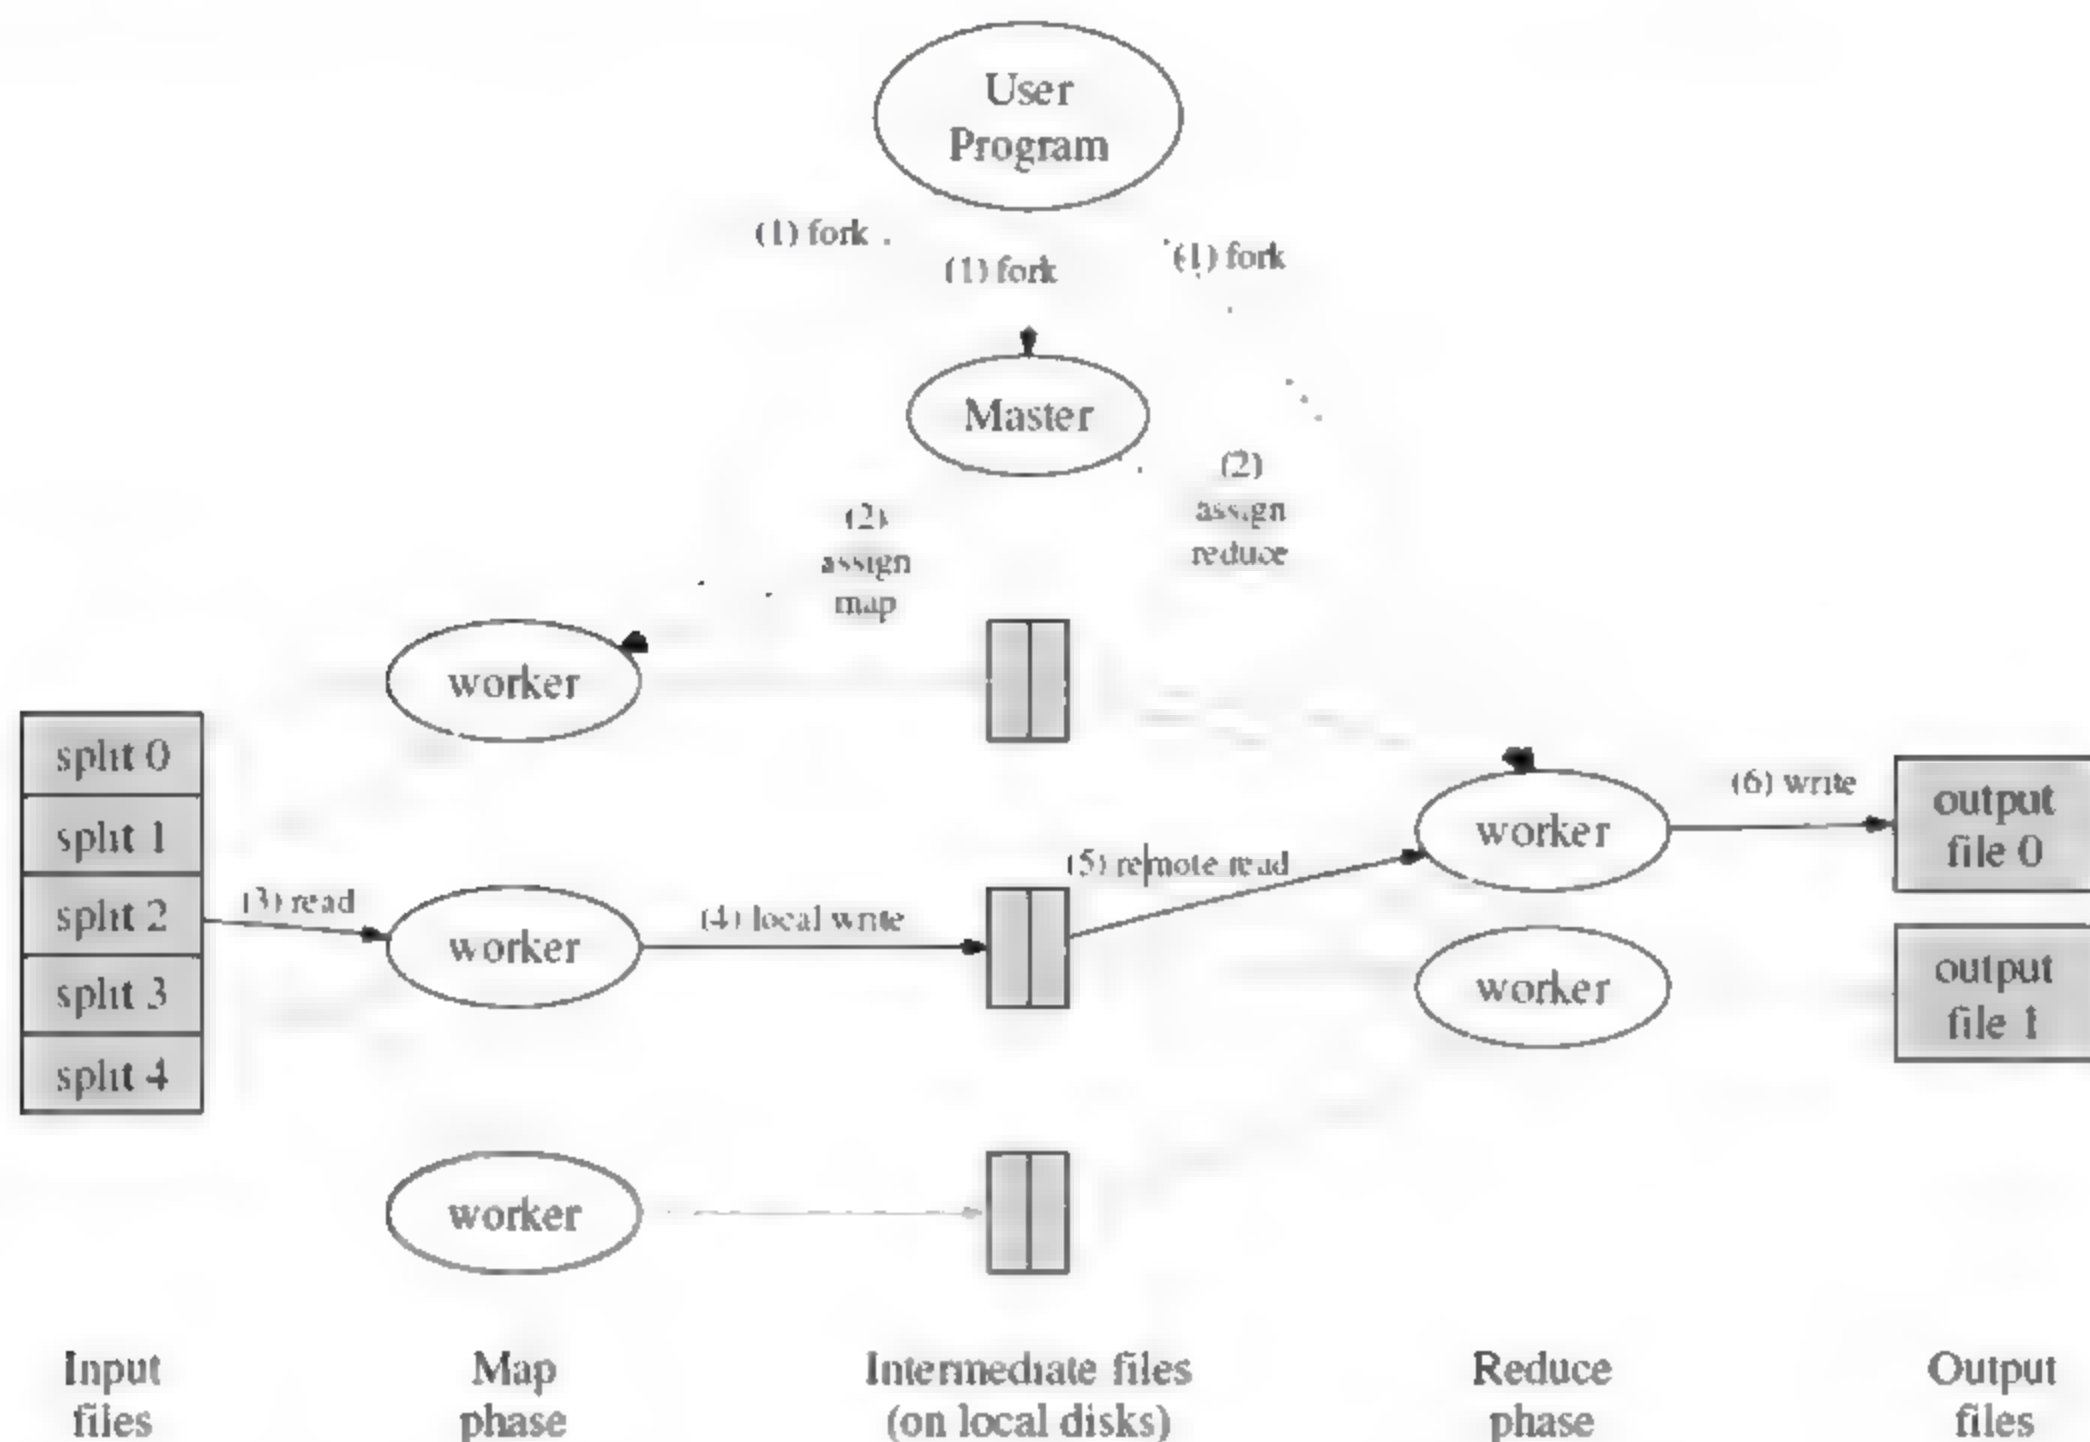 User
Program
(1) fork
(1) fork
(1) fork
Master
(2)
assign
map
(2)
assign
reduce
worker
split 0
split 1
split 2
split 3
split 4
(3) read
worker
(4) local write
(5) remote read
worker
(6) write
output
file 0
worker
output
file 1
worker
Input
files
Map
phase
Intermediate files
(on local disks)
Reduce
phase
Output
files